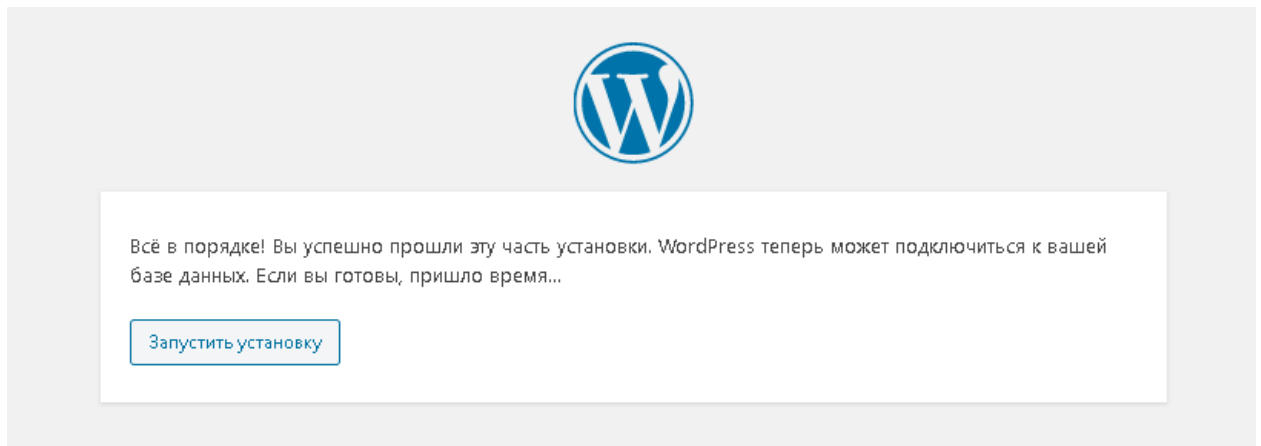 Всё в порядке! Вы успешно прошли эту часть установки. WordPress теперь может подключиться к вашей
базе данных. Если вы готовы, пришло время…
Запустить установку